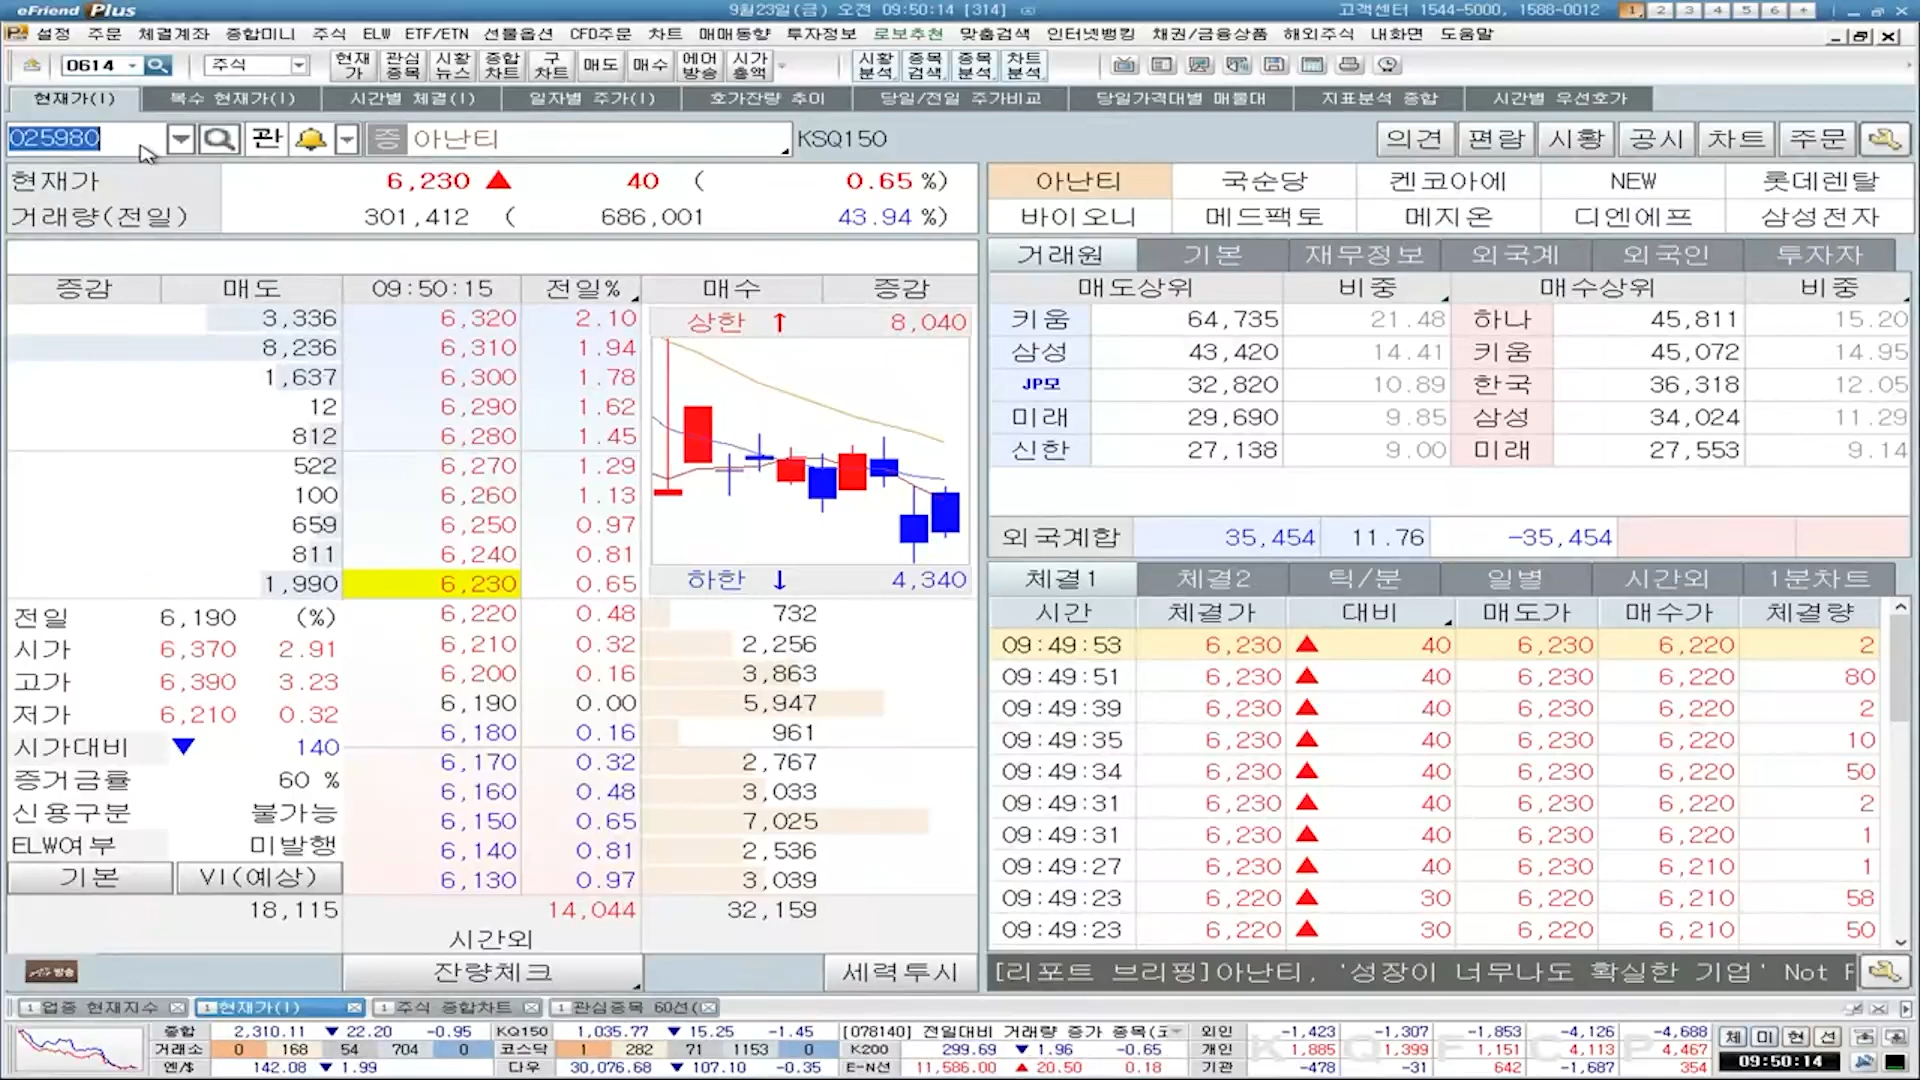 eFriend Plus 9월23일(금) 오전 09:50:14 [314] 고객센터 1544-5000, 1588-0012 1 2 3 4 5 6 +
설정 주문 체결계좌 종합미니 주식 ELW ETF/ETN 선물옵션 CFD주문 차트 매매동향 투자정보 로보추천 맞춤검색 인터넷뱅킹 채권/금융상품 해외주식 내화면 도움말
0614 주식 현재가 관심종목 시황뉴스 종합차트 구차트 매도 매수 에어방송 시가총액 시황분석 종목검색 종목분석 차트분석
현재가(1) 복수 현재가(1) 시간별 체결(1) 일자별 주가(1) 호가잔량 추이 당일/전일 주가비교 당일가격대별 매물대 지표분석 종합 시간별 우선호가
025980 관 증 아난티 KSQ150 의견 편람 시황 공시 차트 주문
현재가 6,230 ▲ 40 ( 0.65 %)
거래량(전일) 301,412 ( 686,001 43.94 %)
아난티 국순당 켄코아에 NEW 롯데렌탈
바이오니 메드팩토 메지온 디엔에프 삼성전자
증감 매도 09:50:15 전일% 매수 증감
3,336 6,320 2.10 상한 ↑ 8,040
8,236 6,310 1.94
1,637 6,300 1.78
12 6,290 1.62
812 6,280 1.45
522 6,270 1.29
100 6,260 1.13
659 6,250 0.97
811 6,240 0.81
1,990 6,230 0.65 하한 ↓ 4,340
6,220 0.48 732
6,210 0.32 2,256
6,200 0.16 3,863
6,190 0.00 5,947
6,180 0.16 961
6,170 0.32 2,767
6,160 0.48 3,033
6,150 0.65 7,025
6,140 0.81 2,536
6,130 0.97 3,039
전일 6,190 (%)
시가 6,370 2.91
고가 6,390 3.23
저가 6,210 0.32
시가대비 ▼ 140
증거금률 60 %
신용구분 불가능
ELW여부 미발행
기본 VI(예상)
18,115 14,044 32,159
시간외
잔량체크 세력투시
거래원 기본 재무정보 외국계 외국인 투자자
매도상위 비중 매수상위 비중
키움 64,735 21.48 하나 45,811 15.20
삼성 43,420 14.41 키움 45,072 14.95
JP모 32,820 10.89 한국 36,318 12.05
미래 29,690 9.85 삼성 34,024 11.29
신한 27,138 9.00 미래 27,553 9.14
외국계합 35,454 11.76 -35,454
체결1 체결2 틱/분 일별 시간외 1분차트
시간 체결가 대비 매도가 매수가 체결량
09:49:53 6,230 ▲ 40 6,230 6,220 2
09:49:51 6,230 ▲ 40 6,230 6,220 80
09:49:39 6,230 ▲ 40 6,230 6,220 2
09:49:35 6,230 ▲ 40 6,230 6,220 10
09:49:34 6,230 ▲ 40 6,230 6,220 50
09:49:31 6,230 ▲ 40 6,230 6,220 2
09:49:31 6,230 ▲ 40 6,230 6,220 1
09:49:27 6,230 ▲ 40 6,230 6,210 1
09:49:23 6,220 ▲ 30 6,220 6,210 58
09:49:23 6,220 ▲ 30 6,220 6,210 50
[리포트 브리핑]아난티, '성장이 너무나도 확실한 기업' Not
1 업종 현재지수 1 현재가(1) 1 주식 종합차트 1 관심종목 60선(
종합 2,310.11 ▼ 22.20 -0.95 KQ150 1,035.77 ▼ 15.25 -1.45 [078140] 전일대비 거래량 증가 종목(코 외인 -1,423 -1,307 -1,853 -4,126 -4,688 체 미 현 선
거래소 0 168 54 704 0 코스닥 1 282 71 1153 0 K200 299.69 ▼ 1.96 -0.65 개인 1,885 1,399 1,151 4,113 4,467
엔/$ 142.08 ▲ 1.99 다우 30,076.68 ▼ 107.10 -0.35 E-N선 11,586.00 ▲ 20.50 0.18 기관 -478 -31 642 -1,687 354 09:50:14